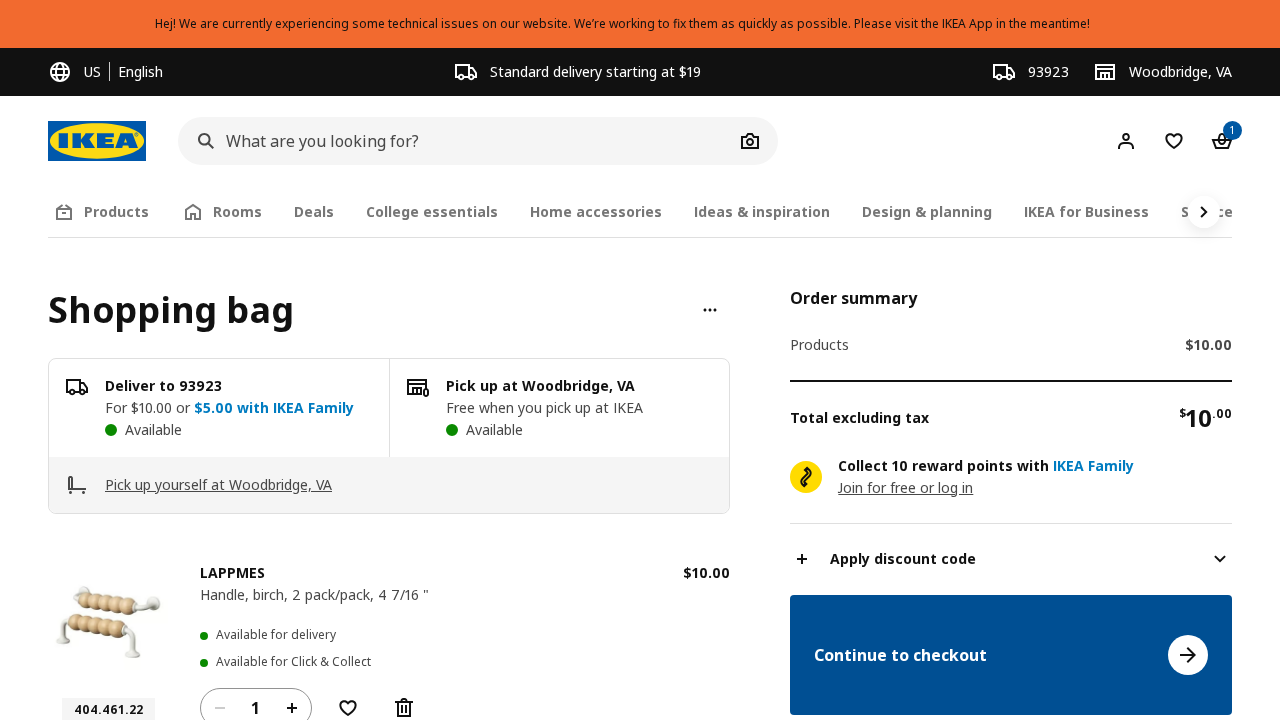 Hej! We are currently experiencing some technical issues on our website. We’re working to fix them as quickly as possible. Please visit the IKEA App in the meantime!
US | English
Standard delivery starting at $19
93923
Woodbridge, VA
IKEA
What are you looking for?
1
Products
Rooms
Deals
College essentials
Home accessories
Ideas & inspiration
Design & planning
IKEA for Business
Shopping bag
Deliver to 93923
For $10.00 or $5.00 with IKEA Family
Available
Pick up at Woodbridge, VA
Free when you pick up at IKEA
Available
Pick up yourself at Woodbridge, VA
LAPPMES
$10.00
Handle, birch, 2 pack/pack, 4 7/16 "
Available for delivery
Available for Click & Collect
404.461.22
1
Order summary
Products $10.00
Total excluding tax $10.00
Collect 10 reward points with IKEA Family
Join for free or log in
Apply discount code
Continue to checkout